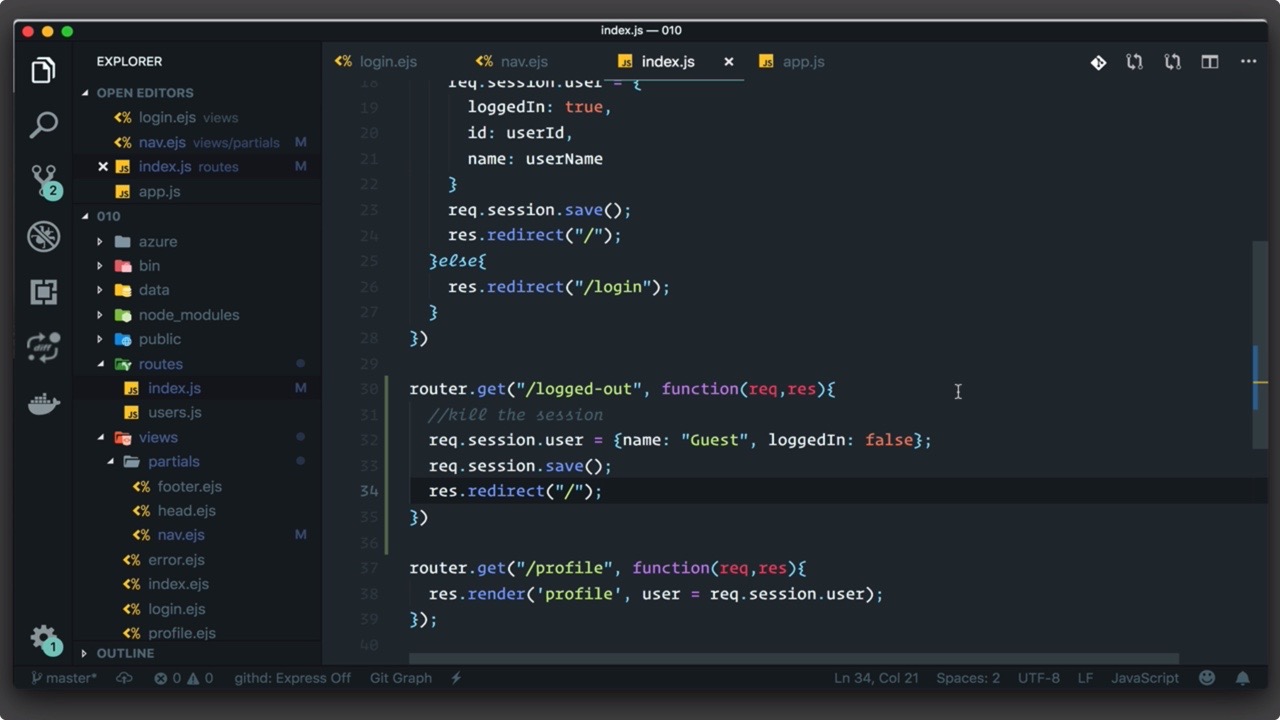 index.js — 010
EXPLORER
OPEN EDITORS
login.ejs views
nav.ejs views/partials M
index.js routes M
app.js
010
azure
bin
data
node_modules
public
routes
index.js M
users.js
views
partials
footer.ejs
head.ejs
nav.ejs M
error.ejs
index.ejs
login.ejs
profile.ejs
OUTLINE
2
1
login.ejs nav.ejs index.js app.js
18 req.session.user = {
19 loggedIn: true,
20 id: userId,
21 name: userName
22 }
23 req.session.save();
24 res.redirect("/");
25 }else{
26 res.redirect("/login");
27 }
28 })
29
30 router.get("/logged-out", function(req,res){
31 //kill the session
32 req.session.user = {name: "Guest", loggedIn: false};
33 req.session.save();
34 res.redirect("/");
35 })
36
37 router.get("/profile", function(req,res){
38 res.render('profile', user = req.session.user);
39 });
40
master* 0 0 githd: Express Off Git Graph Ln 34, Col 21 Spaces: 2 UTF-8 LF JavaScript